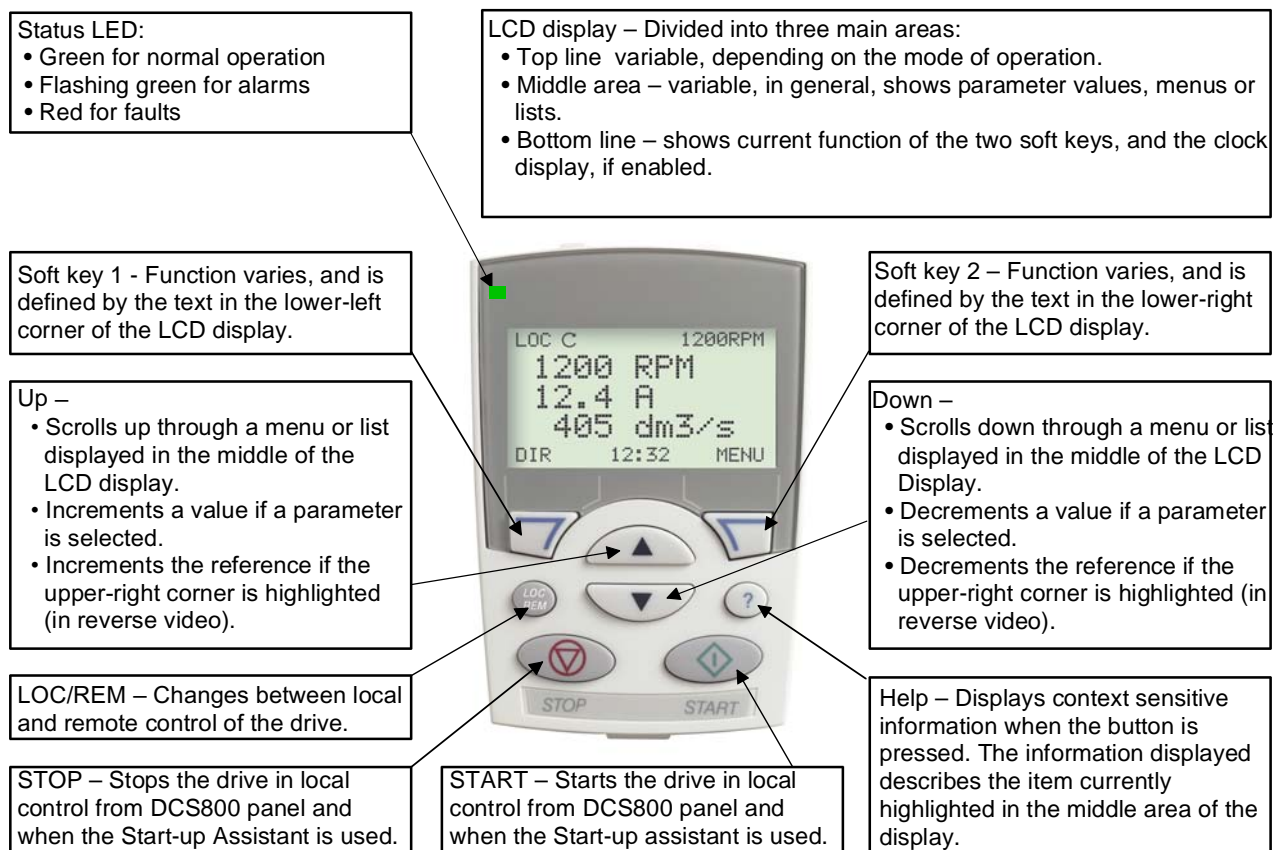 Status LED:
• Green for normal operation
• Flashing green for alarms
• Red for faults
LCD display – Divided into three main areas:
• Top line variable, depending on the mode of operation.
• Middle area – variable, in general, shows parameter values, menus or
lists.
• Bottom line – shows current function of the two soft keys, and the clock
display, if enabled.
Soft key 1 - Function varies, and is
defined by the text in the lower-left
corner of the LCD display.
Soft key 2 – Function varies, and is
defined by the text in the lower-right
corner of the LCD display.
LOC C 1200RPM
1200 RPM
12.4 A
405 dm3/s
DIR 12:32 MENU
Up –
• Scrolls up through a menu or list
displayed in the middle of the
LCD display.
• Increments a value if a parameter
is selected.
• Increments the reference if the
upper-right corner is highlighted
(in reverse video).
Down –
• Scrolls down through a menu or list
displayed in the middle of the LCD
Display.
• Decrements a value if a parameter
is selected.
• Decrements the reference if the
upper-right corner is highlighted (in
reverse video).
LOC
REM
?
STOP START
LOC/REM – Changes between local
and remote control of the drive.
Help – Displays context sensitive
information when the button is
pressed. The information displayed
describes the item currently
highlighted in the middle area of the
display.
STOP – Stops the drive in local
control from DCS800 panel and
when the Start-up Assistant is used.
START – Starts the drive in local
control from DCS800 panel and
when the Start-up assistant is used.